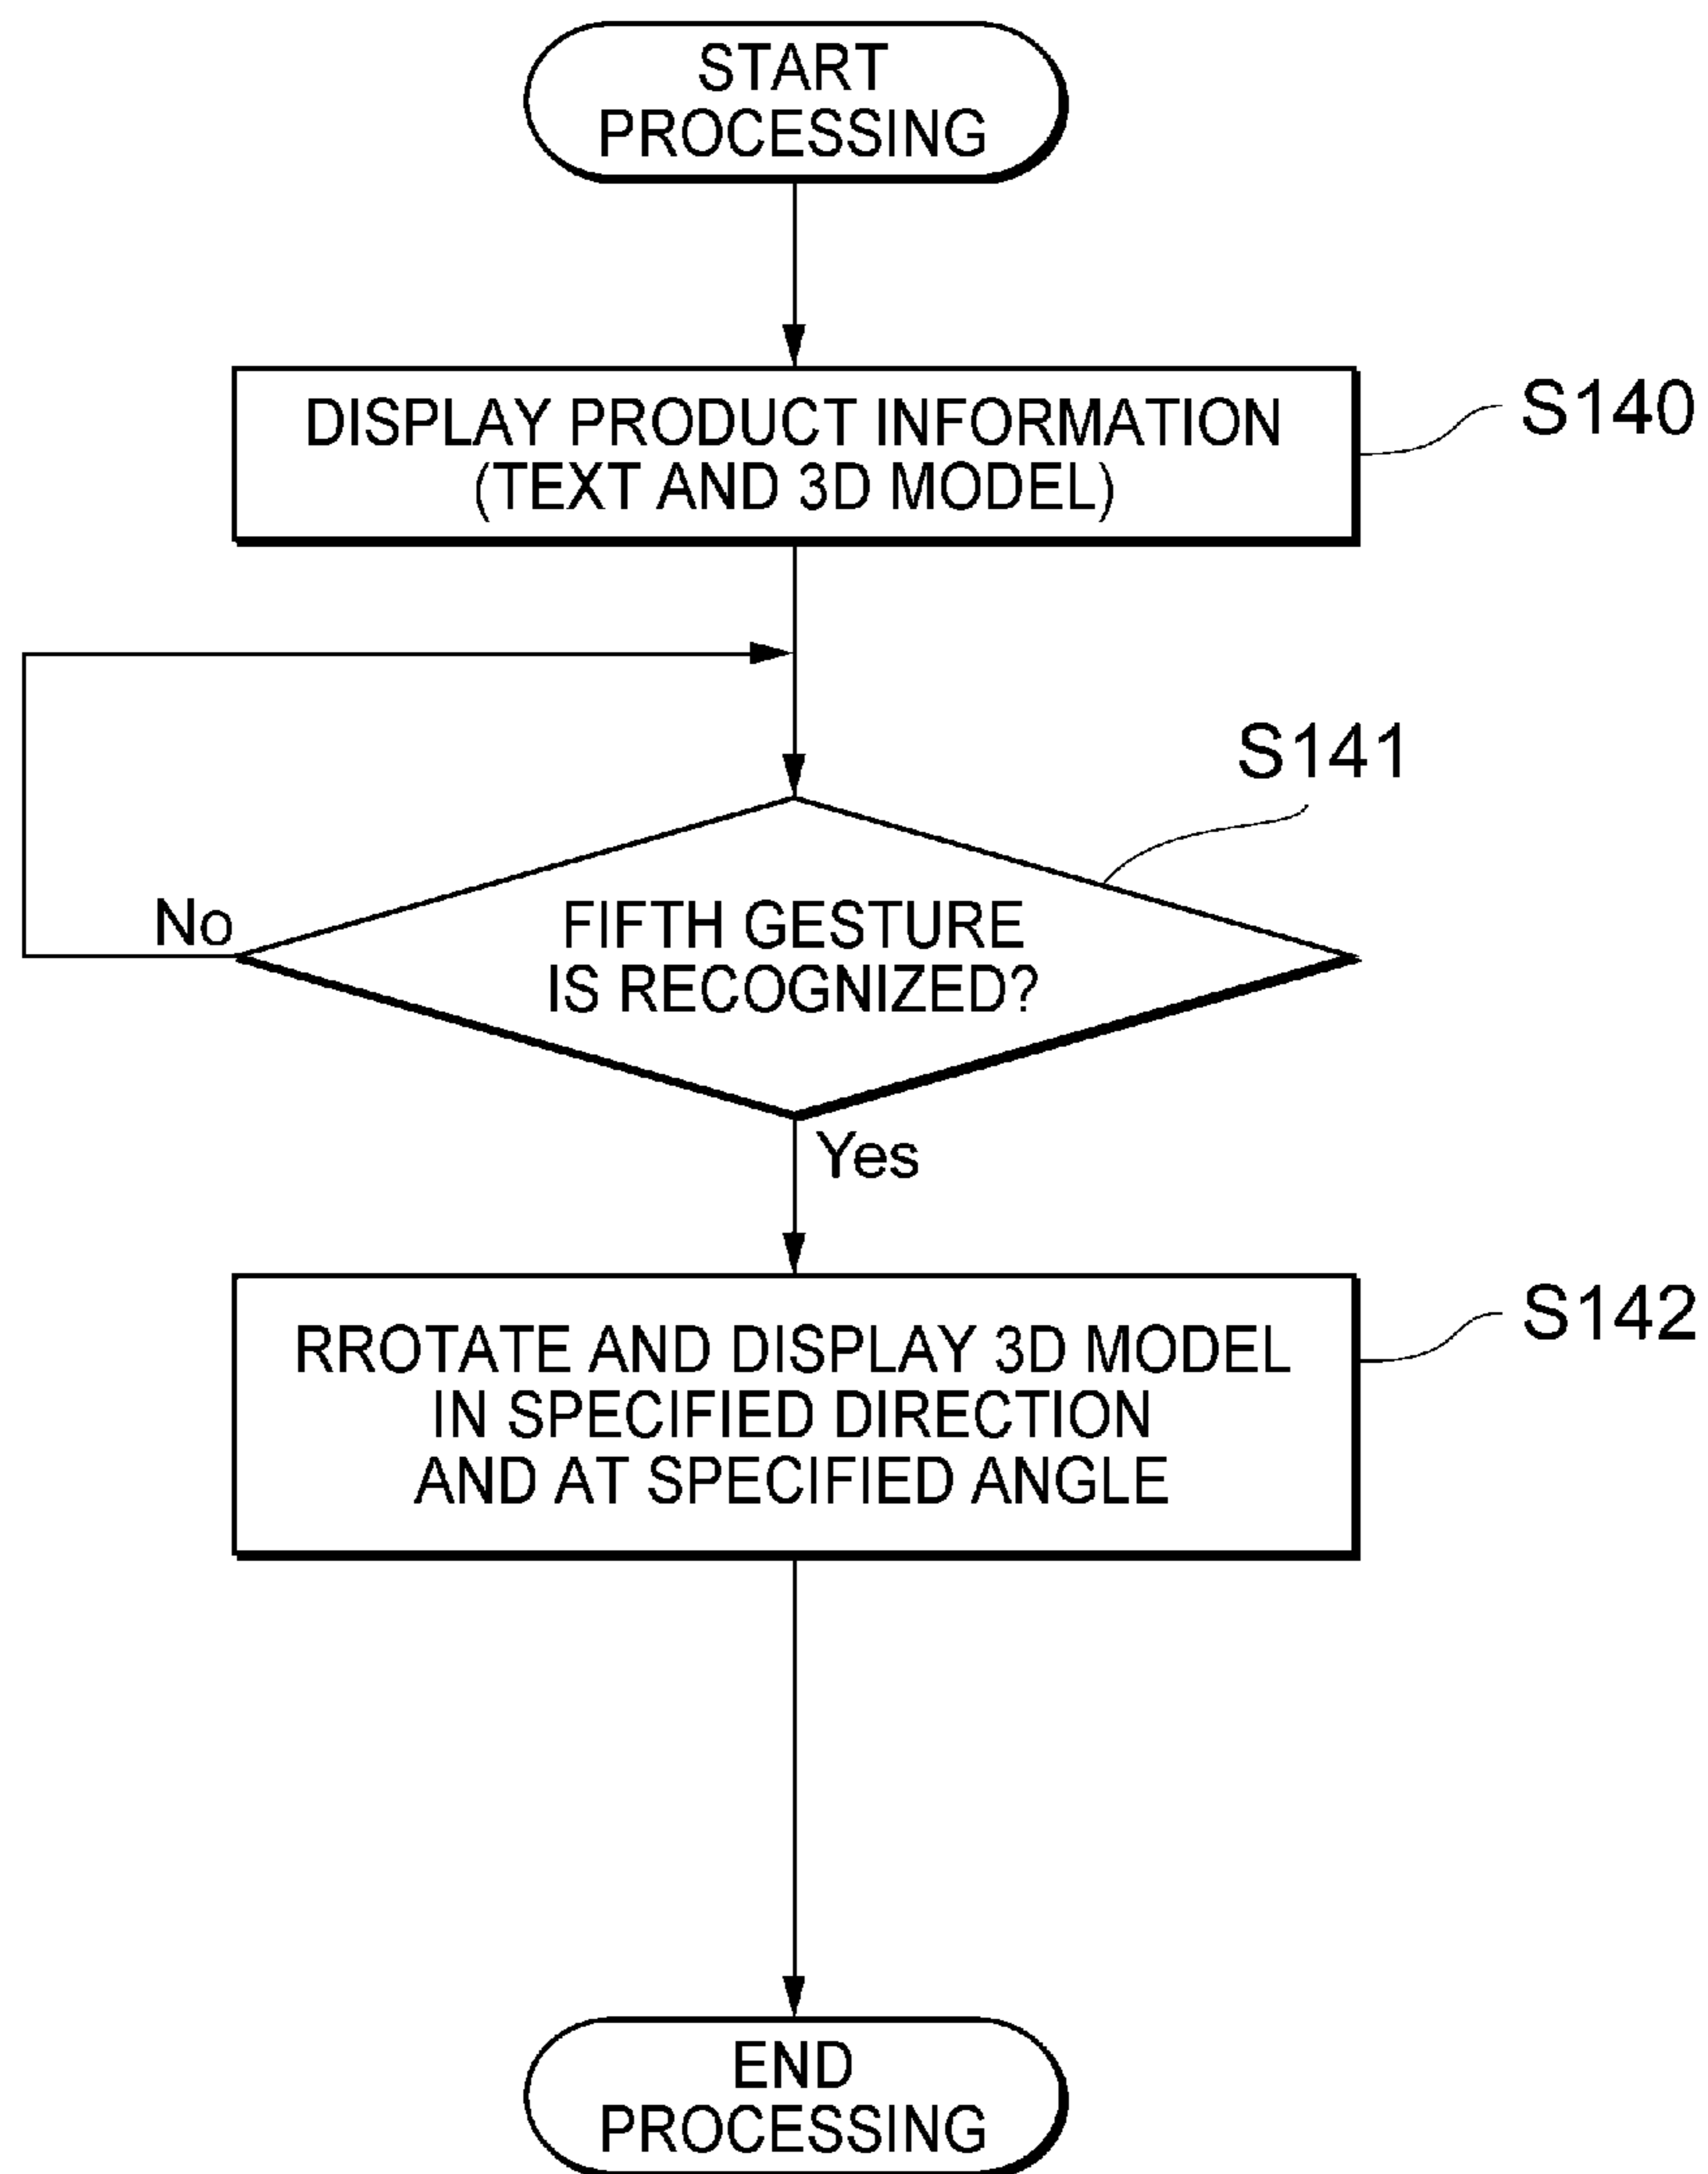 START
PROCESSING
DISPLAY PRODUCT INFORMATION
(TEXT AND 3D MODEL)
S140
S141
No
FIFTH GESTURE
IS RECOGNIZED?
Yes
RROTATE AND DISPLAY 3D MODEL
IN SPECIFIED DIRECTION
AND AT SPECIFIED ANGLE
S142
END
PROCESSING